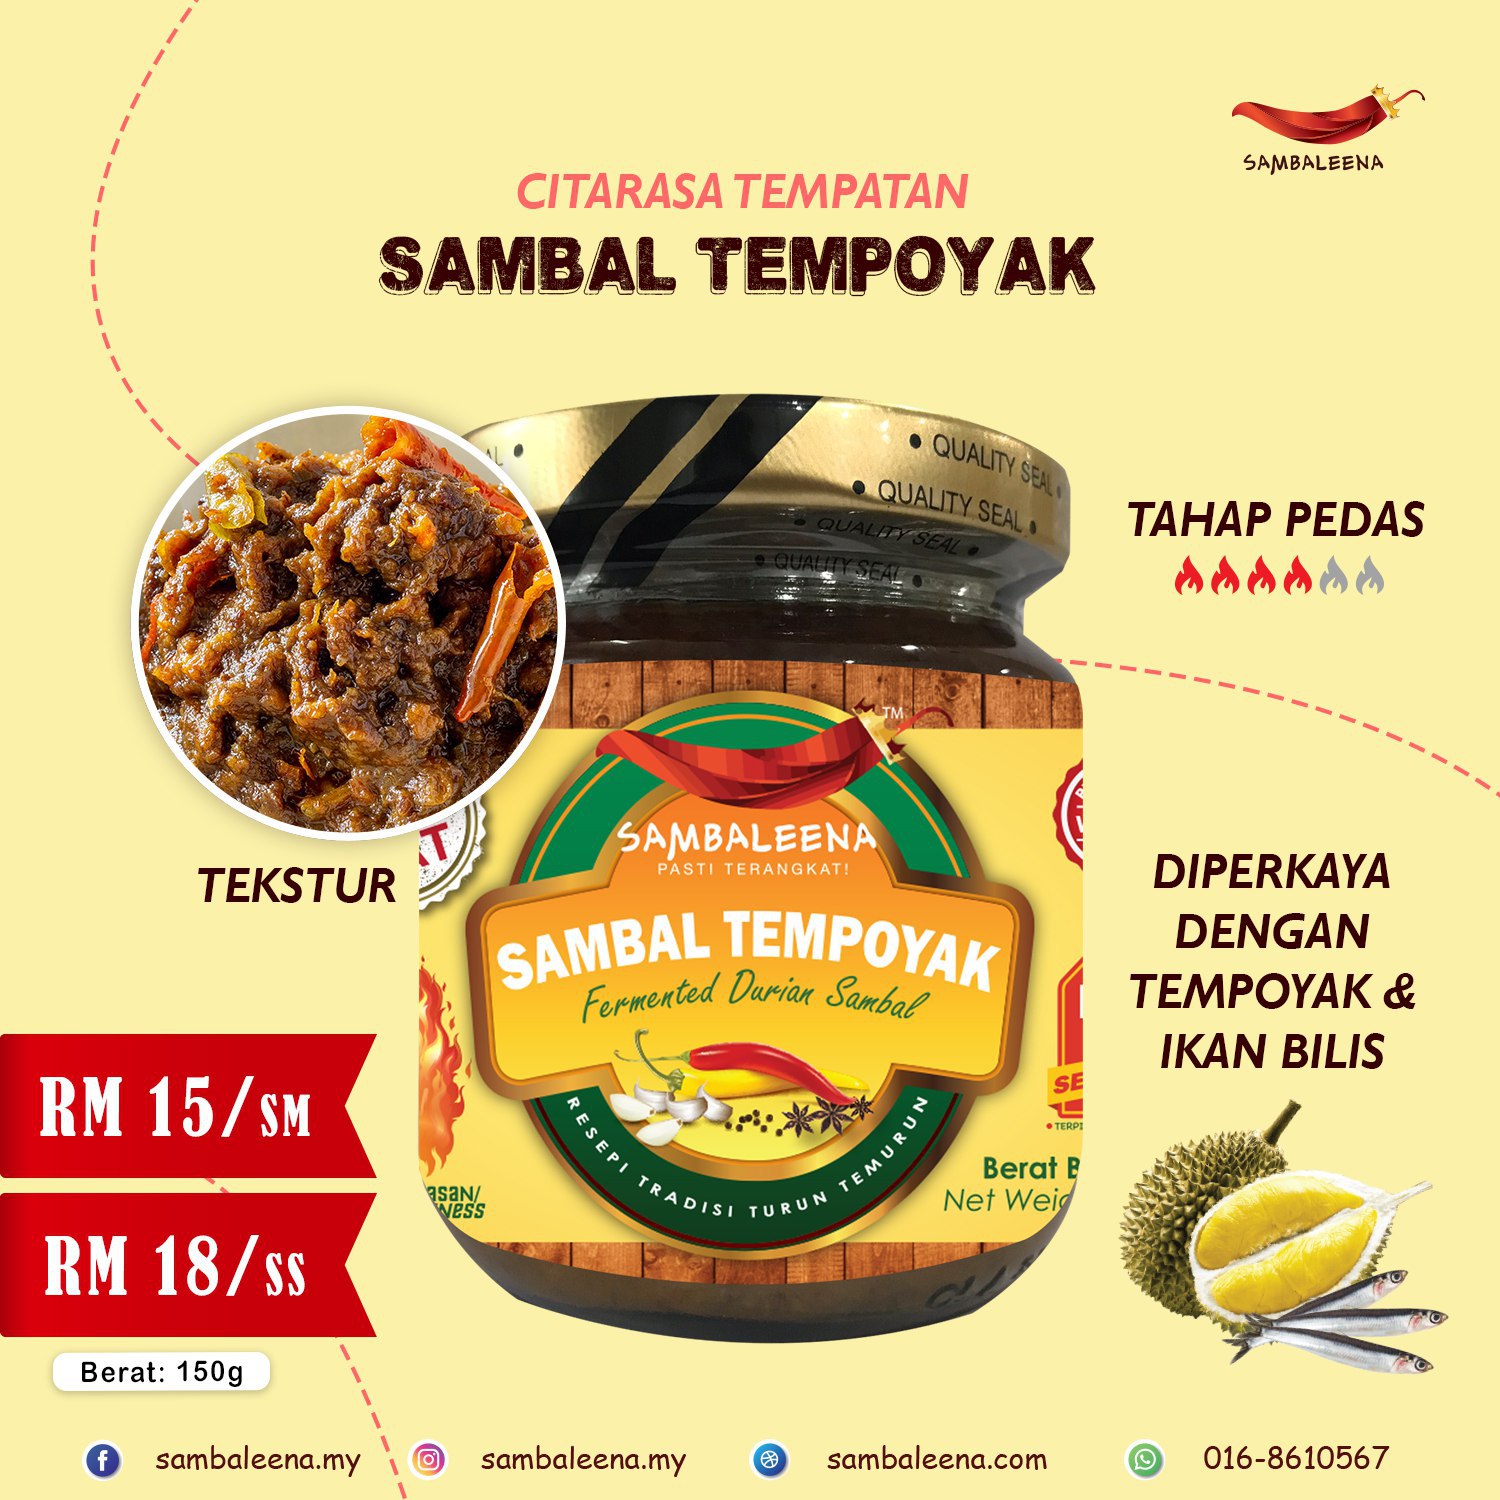 SAMBALEENA
CITARASA TEMPATAN
SAMBAL TEMPOYAK
QUALITY SEAL
QUALITY SEAL
QUALITY SEAL
QUALITY SEAL
TAHAP PEDAS
TM
SAMBALEENA
PASTI TERANGKAT!
SAMBAL TEMPOYAK
Fermented Durian Sambal
RESEPI TRADISI TURUN TEMURUN
Berat
Net
TEKSTUR
DIPERKAYA
DENGAN
TEMPOYAK &
IKAN BILIS
RM 15/SM
RM 18/SS
Berat: 150g
sambaleena.my
sambaleena.my
sambaleena.com
016-8610567